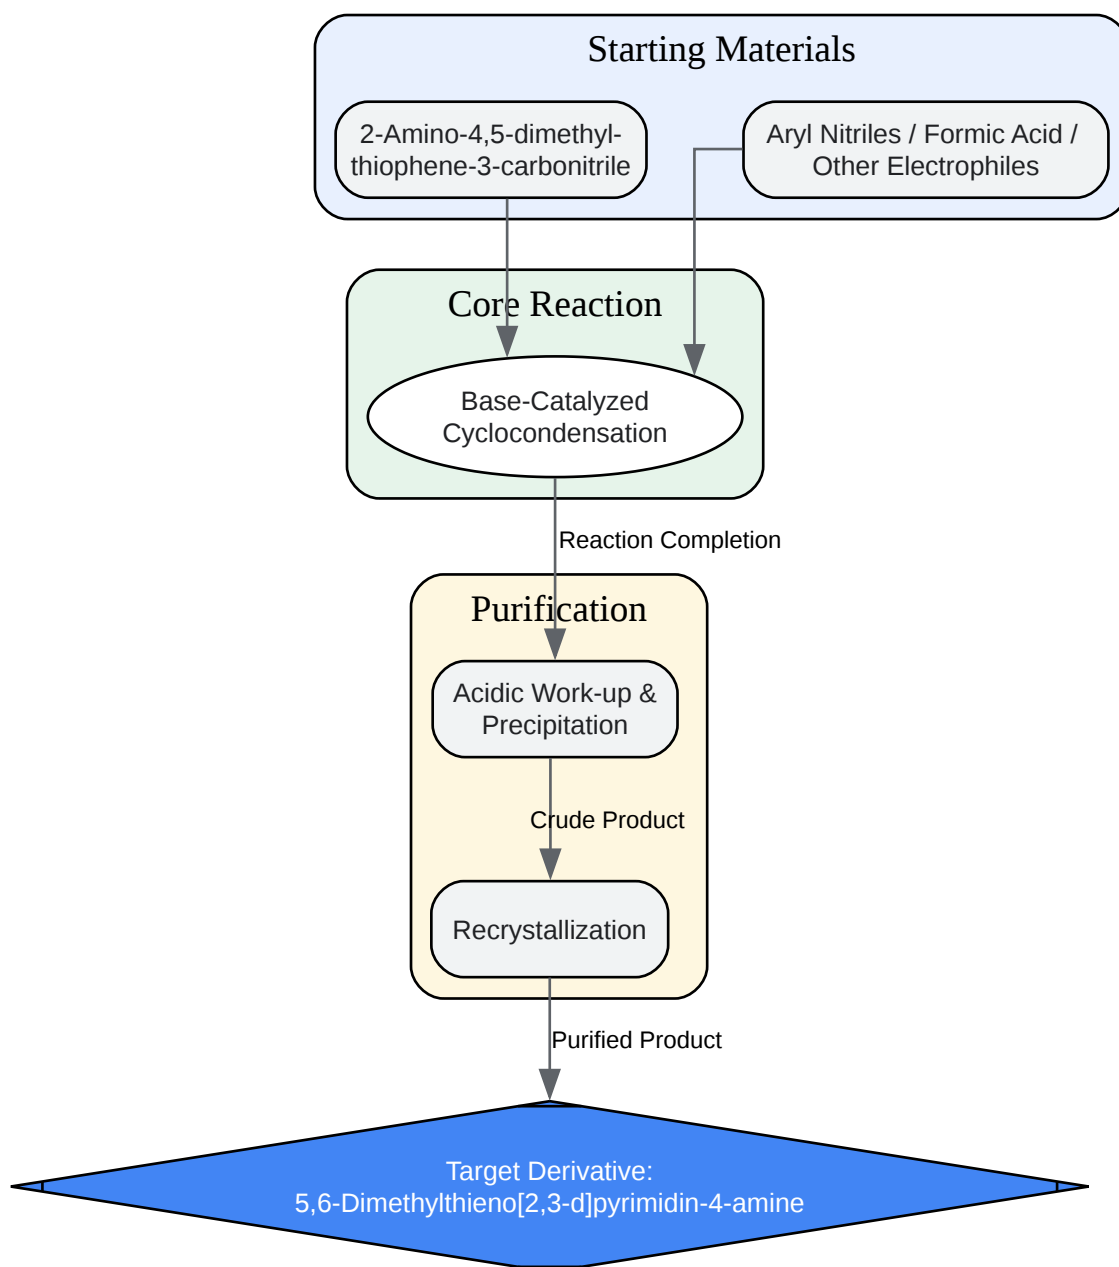 Starting Materials
2-Amino-4,5-dimethyl-
thiophene-3-carbonitrile
Aryl Nitriles / Formic Acid /
Other Electrophiles
Core Reaction
Base-Catalyzed
Cyclocondensation
Reaction Completion
Purification
Acidic Work-up &
Precipitation
Crude Product
Recrystallization
Purified Product
Target Derivative:
5,6-Dimethylthieno[2,3-d]pyrimidin-4-amine